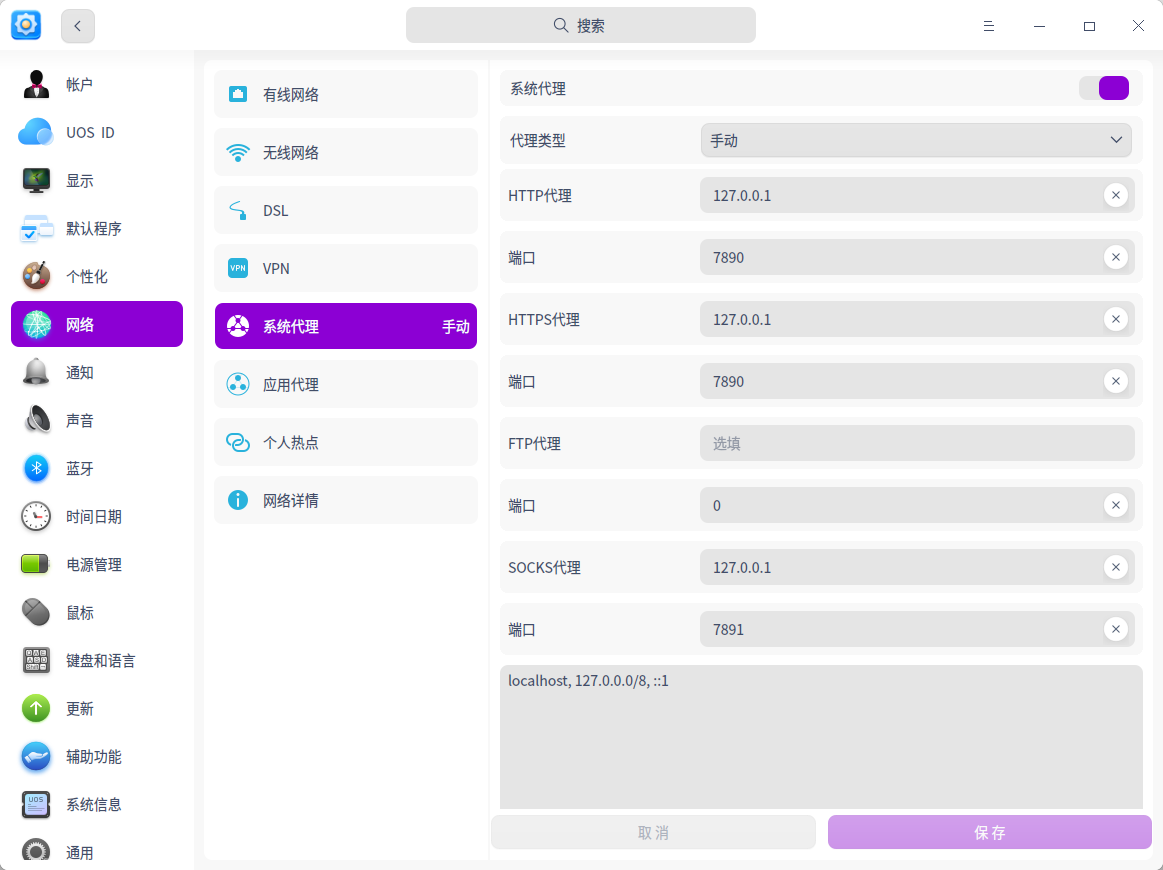 搜索
帐户
UOS ID
显示
默认程序
个性化
网络
通知
声音
蓝牙
时间日期
电源管理
鼠标
键盘和语言
更新
辅助功能
系统信息
通用
有线网络
无线网络
DSL
VPN
VPN
系统代理 手动
应用代理
个人热点
网络详情
系统代理
代理类型 手动
HTTP代理 127.0.0.1
端口 7890
HTTPS代理 127.0.0.1
端口 7890
FTP代理 选填
端口 0
SOCKS代理 127.0.0.1
端口 7891
localhost, 127.0.0.0/8, ::1
取消 保存